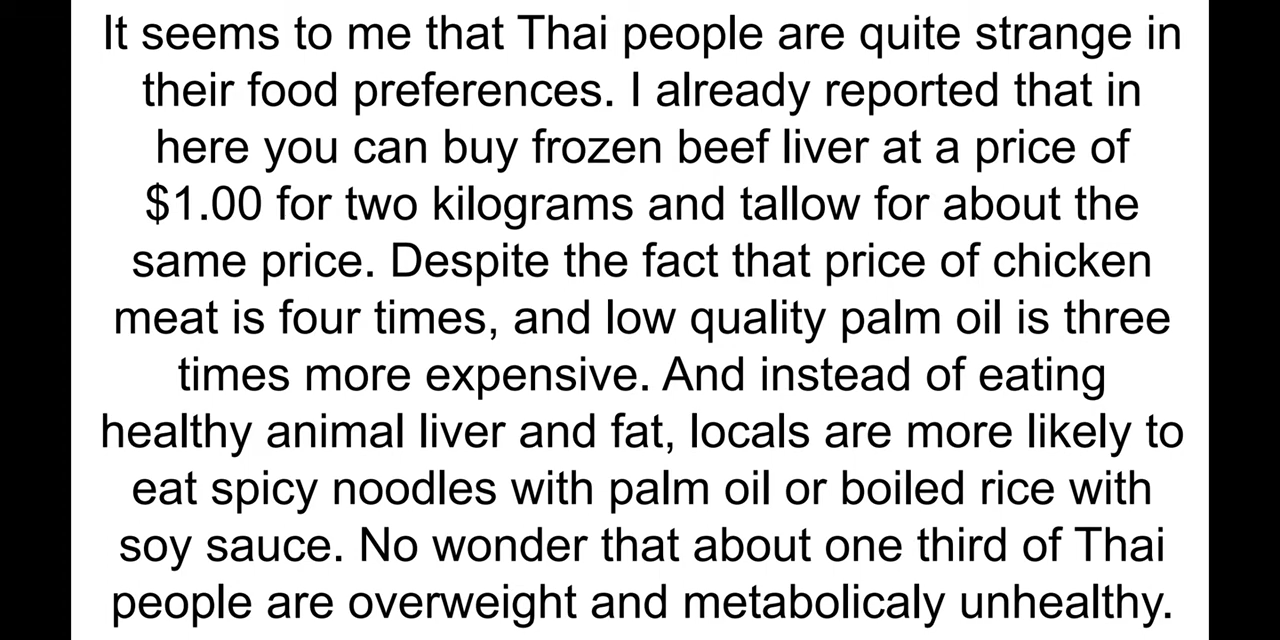 It seems to me that Thai people are quite strange in
their food preferences. I already reported that in
here you can buy frozen beef liver at a price of
$1.00 for two kilograms and tallow for about the
same price. Despite the fact that price of chicken
meat is four times, and low quality palm oil is three
times more expensive. And instead of eating
healthy animal liver and fat, locals are more likely to
eat spicy noodles with palm oil or boiled rice with
soy sauce. No wonder that about one third of Thai
people are overweight and metabolicaly unhealthy.